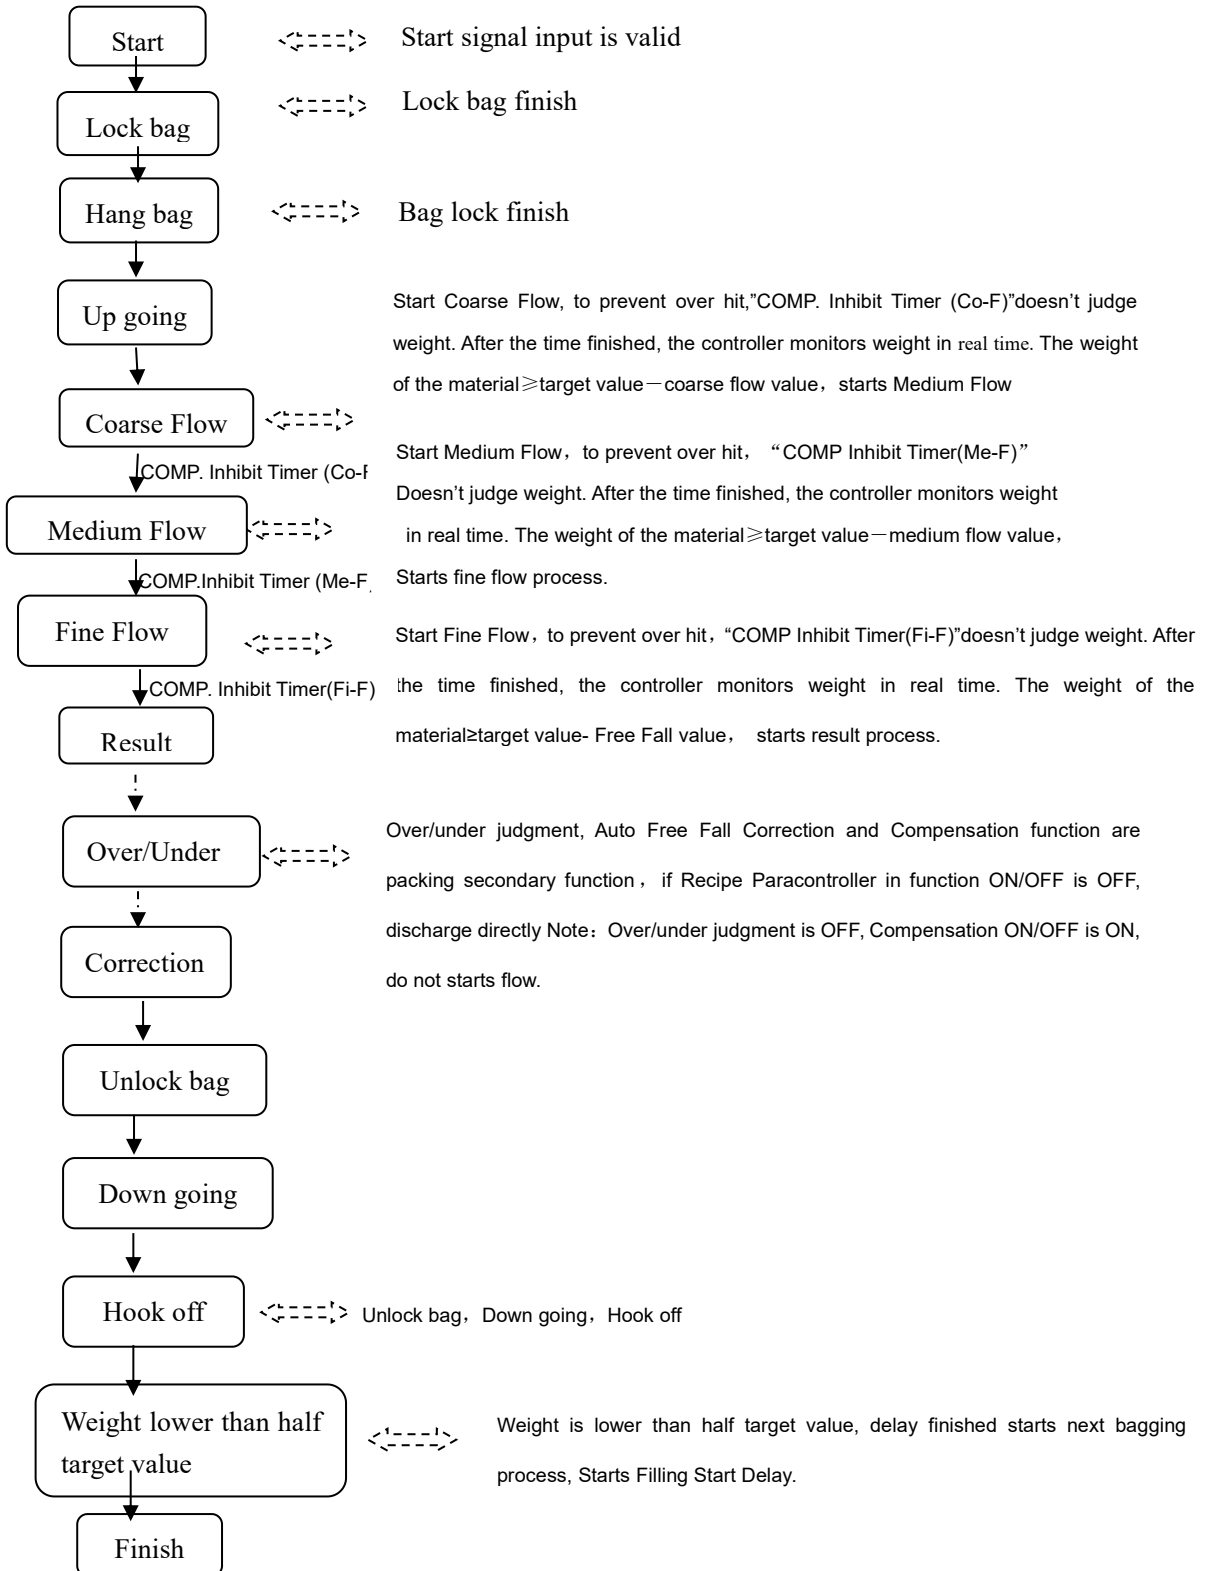 Start
Start signal input is valid
Lock bag
Lock bag finish
Hang bag
Bag lock finish
Up going
Start Coarse Flow, to prevent over hit,”COMP. Inhibit Timer (Co-F)”doesn’t judge
weight. After the time finished, the controller monitors weight in real time. The weight
of the material≥target value－coarse flow value，starts Medium Flow
Coarse Flow
COMP. Inhibit Timer (Co-F
Start Medium Flow，to prevent over hit，“COMP Inhibit Timer(Me-F)”
Doesn’t judge weight. After the time finished, the controller monitors weight
in real time. The weight of the material≥target value－medium flow value，
Starts fine flow process.
Medium Flow
COMP.Inhibit Timer (Me-F
Fine Flow
Start Fine Flow，to prevent over hit，“COMP Inhibit Timer(Fi-F)”doesn’t judge weight. After
the time finished, the controller monitors weight in real time. The weight of the
material≥target value- Free Fall value， starts result process.
COMP. Inhibit Timer(Fi-F)
Result
Over/Under
Over/under judgment, Auto Free Fall Correction and Compensation function are
packing secondary function，if Recipe Paracontroller in function ON/OFF is OFF,
discharge directly Note：Over/under judgment is OFF, Compensation ON/OFF is ON,
do not starts flow.
Correction
Unlock bag
Down going
Hook off
Unlock bag，Down going，Hook off
Weight lower than half
target value
Weight is lower than half target value, delay finished starts next bagging
process, Starts Filling Start Delay.
Finish